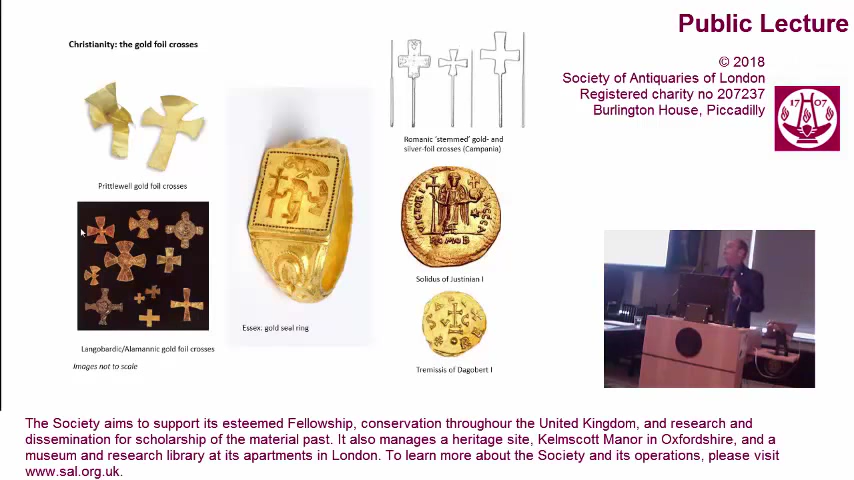 Public Lecture
© 2018
Society of Antiquaries of London
Registered charity no 207237
Burlington House, Piccadilly
1707
Christianity: the gold foil crosses
Prittlewell gold foil crosses
Langobardic/Alamannic gold foil crosses
Images not to scale
Essex: gold seal ring
Romanic 'stemmed' gold- and
silver-foil crosses (Campania)
Solidus of Justinian I
Tremissis of Dagobert I
The Society aims to support its esteemed Fellowship, conservation throughour the United Kingdom, and research and
dissemination for scholarship of the material past. It also manages a heritage site, Kelmscott Manor in Oxfordshire, and a
museum and research library at its apartments in London. To learn more about the Society and its operations, please visit
www.sal.org.uk.